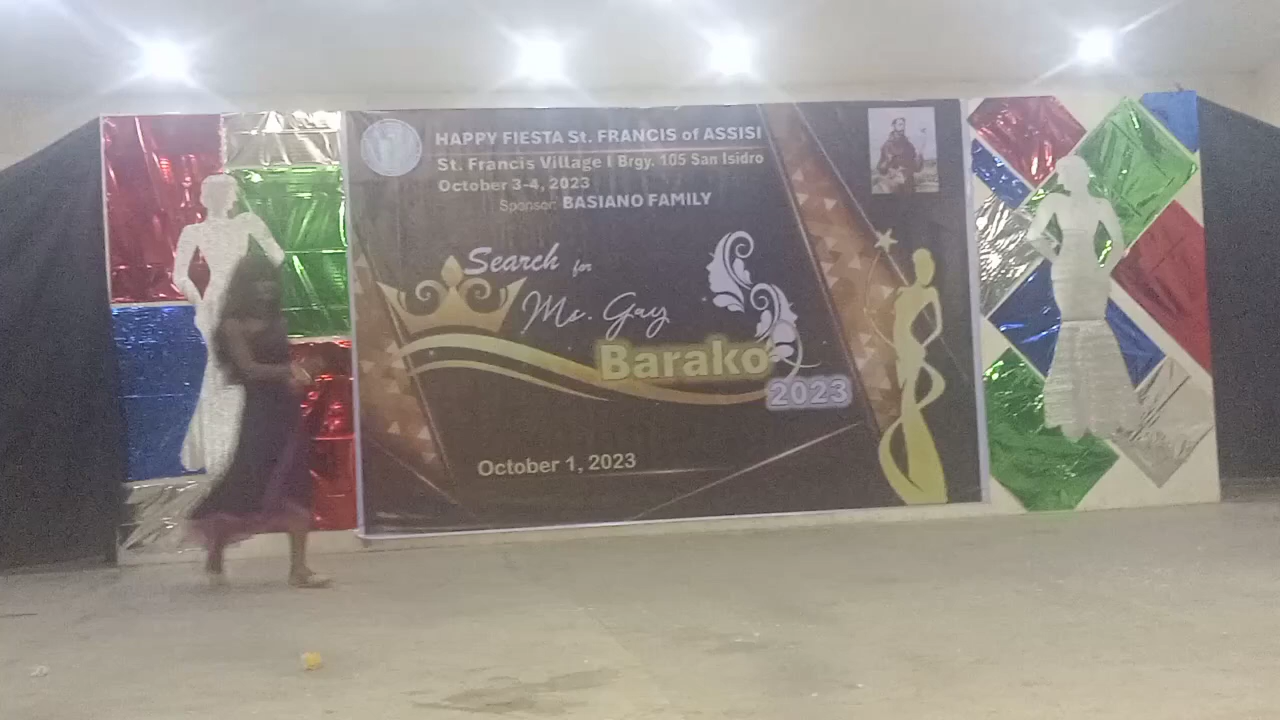 HAPPY FIESTA St. FRANCIS of ASSISI
St. Francis Village I Brgy. 105 San Isidro
October 3-4, 2023
Sponsor: BASIANO FAMILY
Search for
Ms. Gay
Barako
2023
October 1, 2023